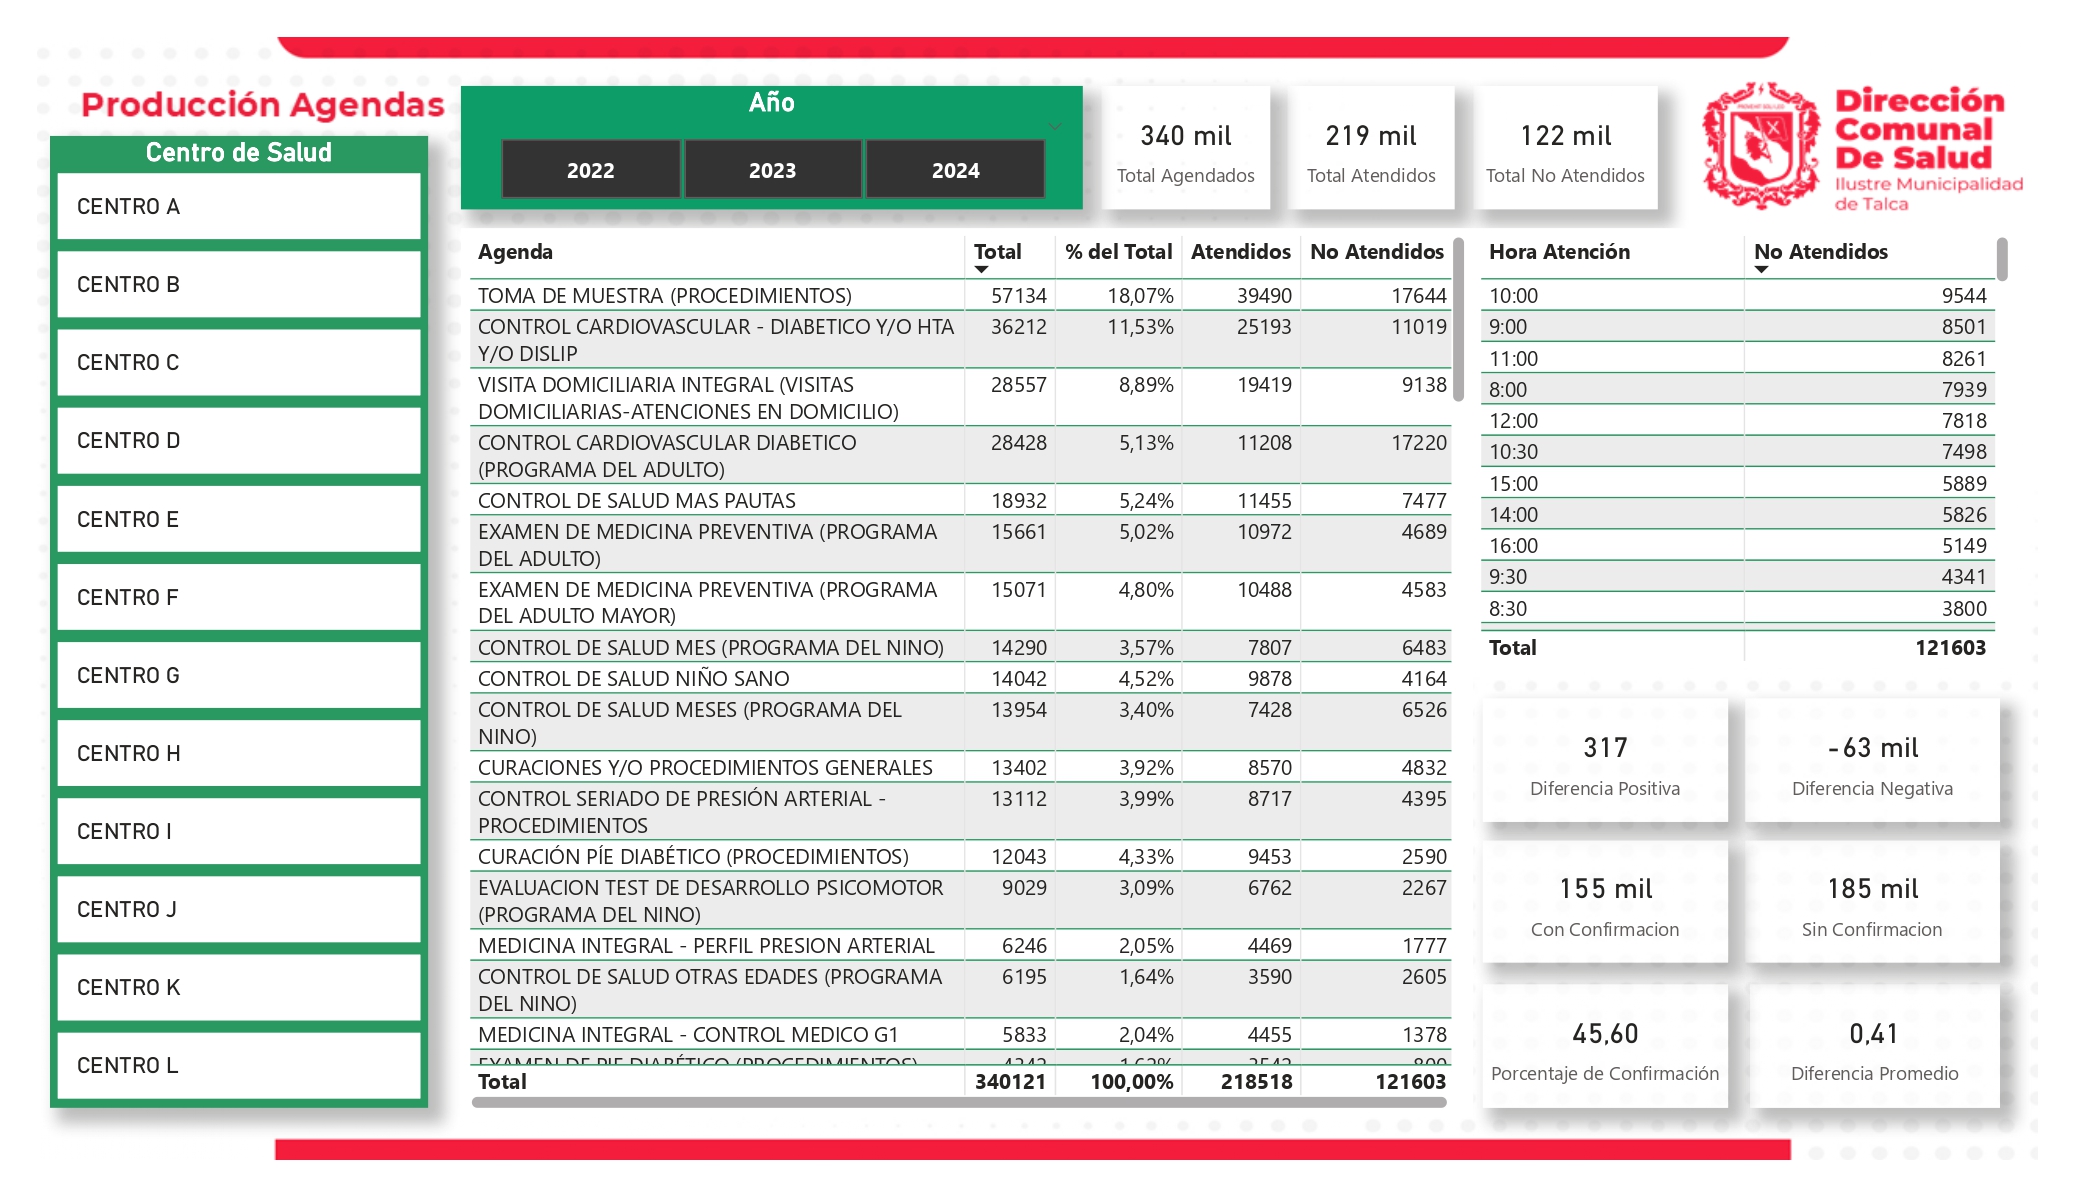 Producción Agendas
Centro de Salud
CENTRO A
CENTRO B
CENTRO C
CENTRO D
CENTRO E
CENTRO F
CENTRO G
CENTRO H
CENTRO I
CENTRO J
CENTRO K
CENTRO L
Año
2022 2023 2024
340 mil
Total Agendados
219 mil
Total Atendidos
122 mil
Total No Atendidos
Dirección
Comunal
De Salud
Ilustre Municipalidad
de Talca
Agenda Total % del Total Atendidos No Atendidos
TOMA DE MUESTRA (PROCEDIMIENTOS) 57134 18,07% 39490 17644
CONTROL CARDIOVASCULAR - DIABETICO Y/O HTA 36212 11,53% 25193 11019
Y/O DISLIP
VISITA DOMICILIARIA INTEGRAL (VISITAS 28557 8,89% 19419 9138
DOMICILIARIAS-ATENCIONES EN DOMICILIO)
CONTROL CARDIOVASCULAR DIABETICO 28428 5,13% 11208 17220
(PROGRAMA DEL ADULTO)
CONTROL DE SALUD MAS PAUTAS 18932 5,24% 11455 7477
EXAMEN DE MEDICINA PREVENTIVA (PROGRAMA 15661 5,02% 10972 4689
DEL ADULTO)
EXAMEN DE MEDICINA PREVENTIVA (PROGRAMA 15071 4,80% 10488 4583
DEL ADULTO MAYOR)
CONTROL DE SALUD MES (PROGRAMA DEL NINO) 14290 3,57% 7807 6483
CONTROL DE SALUD NIÑO SANO 14042 4,52% 9878 4164
CONTROL DE SALUD MESES (PROGRAMA DEL 13954 3,40% 7428 6526
NINO)
CURACIONES Y/O PROCEDIMIENTOS GENERALES 13402 3,92% 8570 4832
CONTROL SERIADO DE PRESIÓN ARTERIAL - 13112 3,99% 8717 4395
PROCEDIMIENTOS
CURACIÓN PÍE DIABÉTICO (PROCEDIMIENTOS) 12043 4,33% 9453 2590
EVALUACION TEST DE DESARROLLO PSICOMOTOR 9029 3,09% 6762 2267
(PROGRAMA DEL NINO)
MEDICINA INTEGRAL - PERFIL PRESION ARTERIAL 6246 2,05% 4469 1777
CONTROL DE SALUD OTRAS EDADES (PROGRAMA 6195 1,64% 3590 2605
DEL NINO)
MEDICINA INTEGRAL - CONTROL MEDICO G1 5833 2,04% 4455 1378
EXAMEN DE PIE DIABÉTICO (PROCEDIMIENTOS)
Total 340121 100,00% 218518 121603
Hora Atención No Atendidos
10:00 9544
9:00 8501
11:00 8261
8:00 7939
12:00 7818
10:30 7498
15:00 5889
14:00 5826
16:00 5149
9:30 4341
8:30 3800
Total 121603
317
Diferencia Positiva
-63 mil
Diferencia Negativa
155 mil
Con Confirmacion
185 mil
Sin Confirmacion
45,60
Porcentaje de Confirmación
0,41
Diferencia Promedio